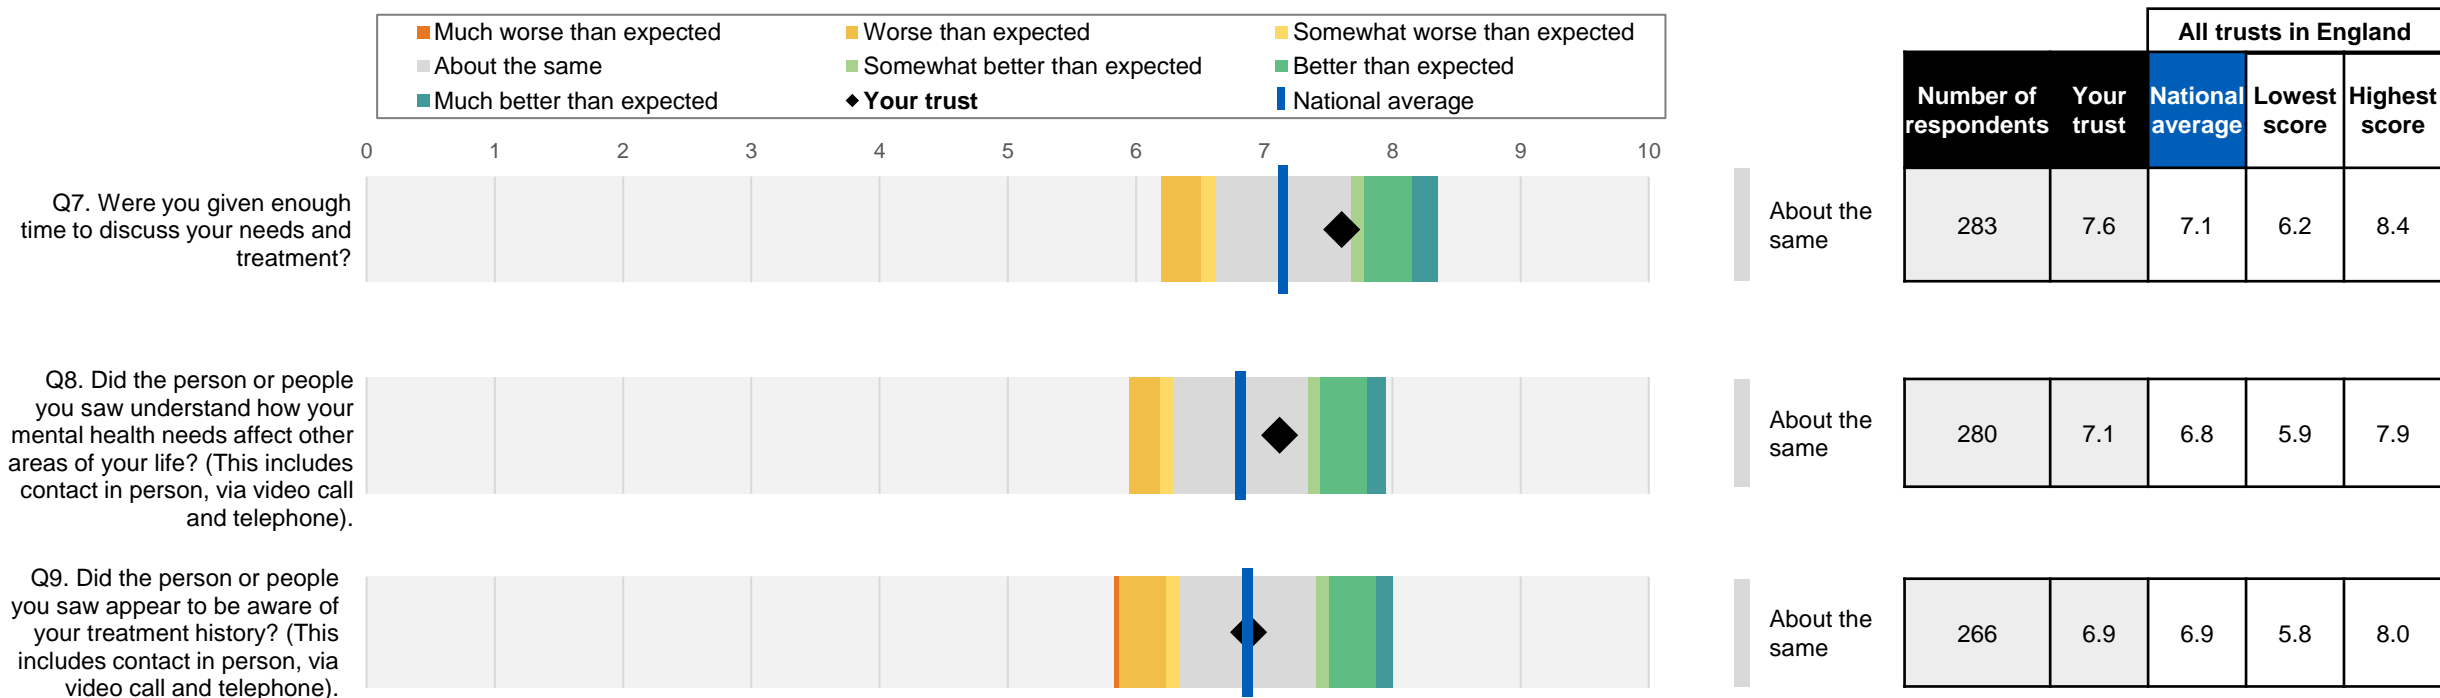 Much worse than expected
Worse than expected
Somewhat worse than expected
About the same
Somewhat better than expected
Better than expected
Much better than expected
Your trust
National average
All trusts in England
Number of
respondents
Your
trust
National
average
Lowest
score
Highest
score
0 1 2 3 4 5 6 7 8 9 10
Q7. Were you given enough
time to discuss your needs and
treatment?
About the
same
283 7.6 7.1 6.2 8.4
Q8. Did the person or people
you saw understand how your
mental health needs affect other
areas of your life? (This includes
contact in person, via video call
and telephone).
About the
same
280 7.1 6.8 5.9 7.9
Q9. Did the person or people
you saw appear to be aware of
your treatment history? (This
includes contact in person, via
video call and telephone).
About the
same
266 6.9 6.9 5.8 8.0